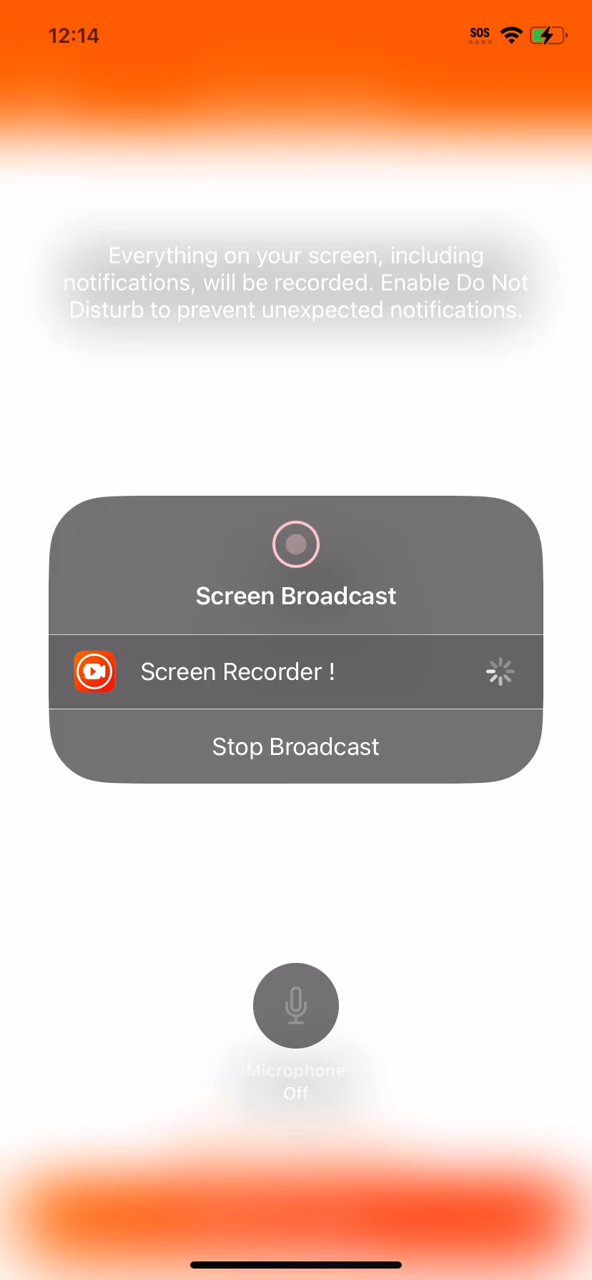 12:14
SOS
Everything on your screen, including
notifications, will be recorded. Enable Do Not
Disturb to prevent unexpected notifications.
Screen Broadcast
Screen Recorder !
Stop Broadcast
Microphone
Off